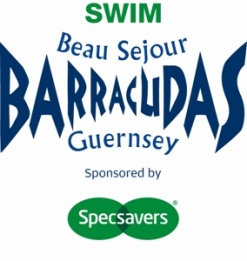 SWIM
Beau Sejour
BARRACUDAS
Guernsey
Sponsored by
Specsavers®